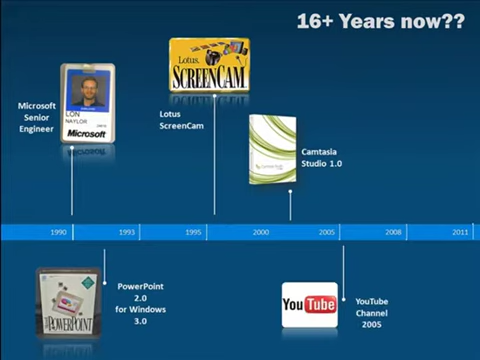 16+ Years now??
Lotus.
SCREENCAM
Microsoft
Senior
Engineer
LON
NAYLOR
Microsoft
Lotus
ScreenCam
Camtasia
Studio 1.0
1990
1993
1995
2000
2005
2008
2011
PowerPoint
2.0
for Windows
3.0
POWERPOINT
YouTube
YouTube
Channel
2005